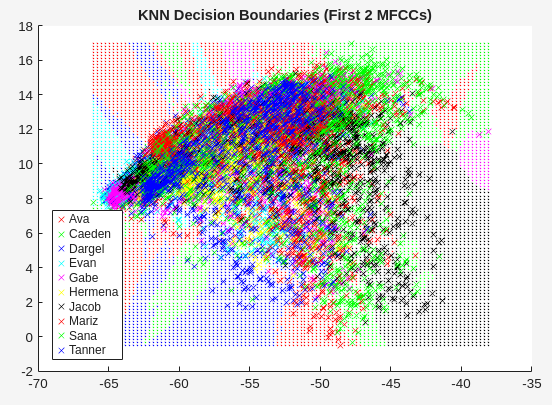 KNN Decision Boundaries (First 2 MFCCs)
18
16
14
12
10
8
6
4
2
0
-2
Ava
Caeden
Dargel
Evan
Gabe
Hermena
Jacob
Mariz
Sana
Tanner
-70 -65 -60 -55 -50 -45 -40 -35